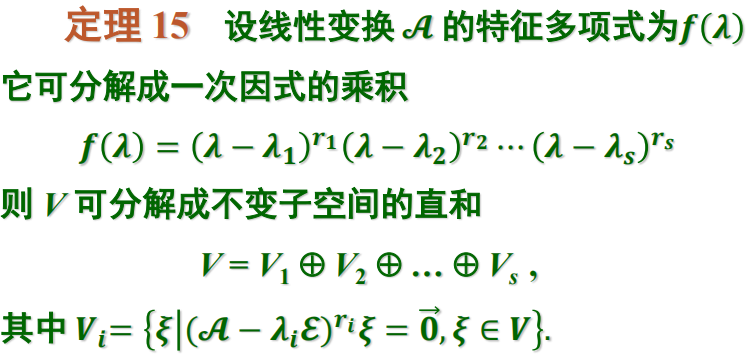 定理 15 设线性变换 𝒜 的特征多项式为f(λ)
它可分解成一次因式的乘积
f(λ) = (λ − λ₁)^{r₁}(λ − λ₂)^{r₂} ⋯ (λ − λₛ)^{rₛ}
则 V 可分解成不变子空间的直和
V = V₁ ⊕ V₂ ⊕ … ⊕ Vₛ ,
其中 Vᵢ = {ξ|(𝒜 − λᵢℰ)^{rᵢ}ξ = \vec{0}, ξ ∈ V}.